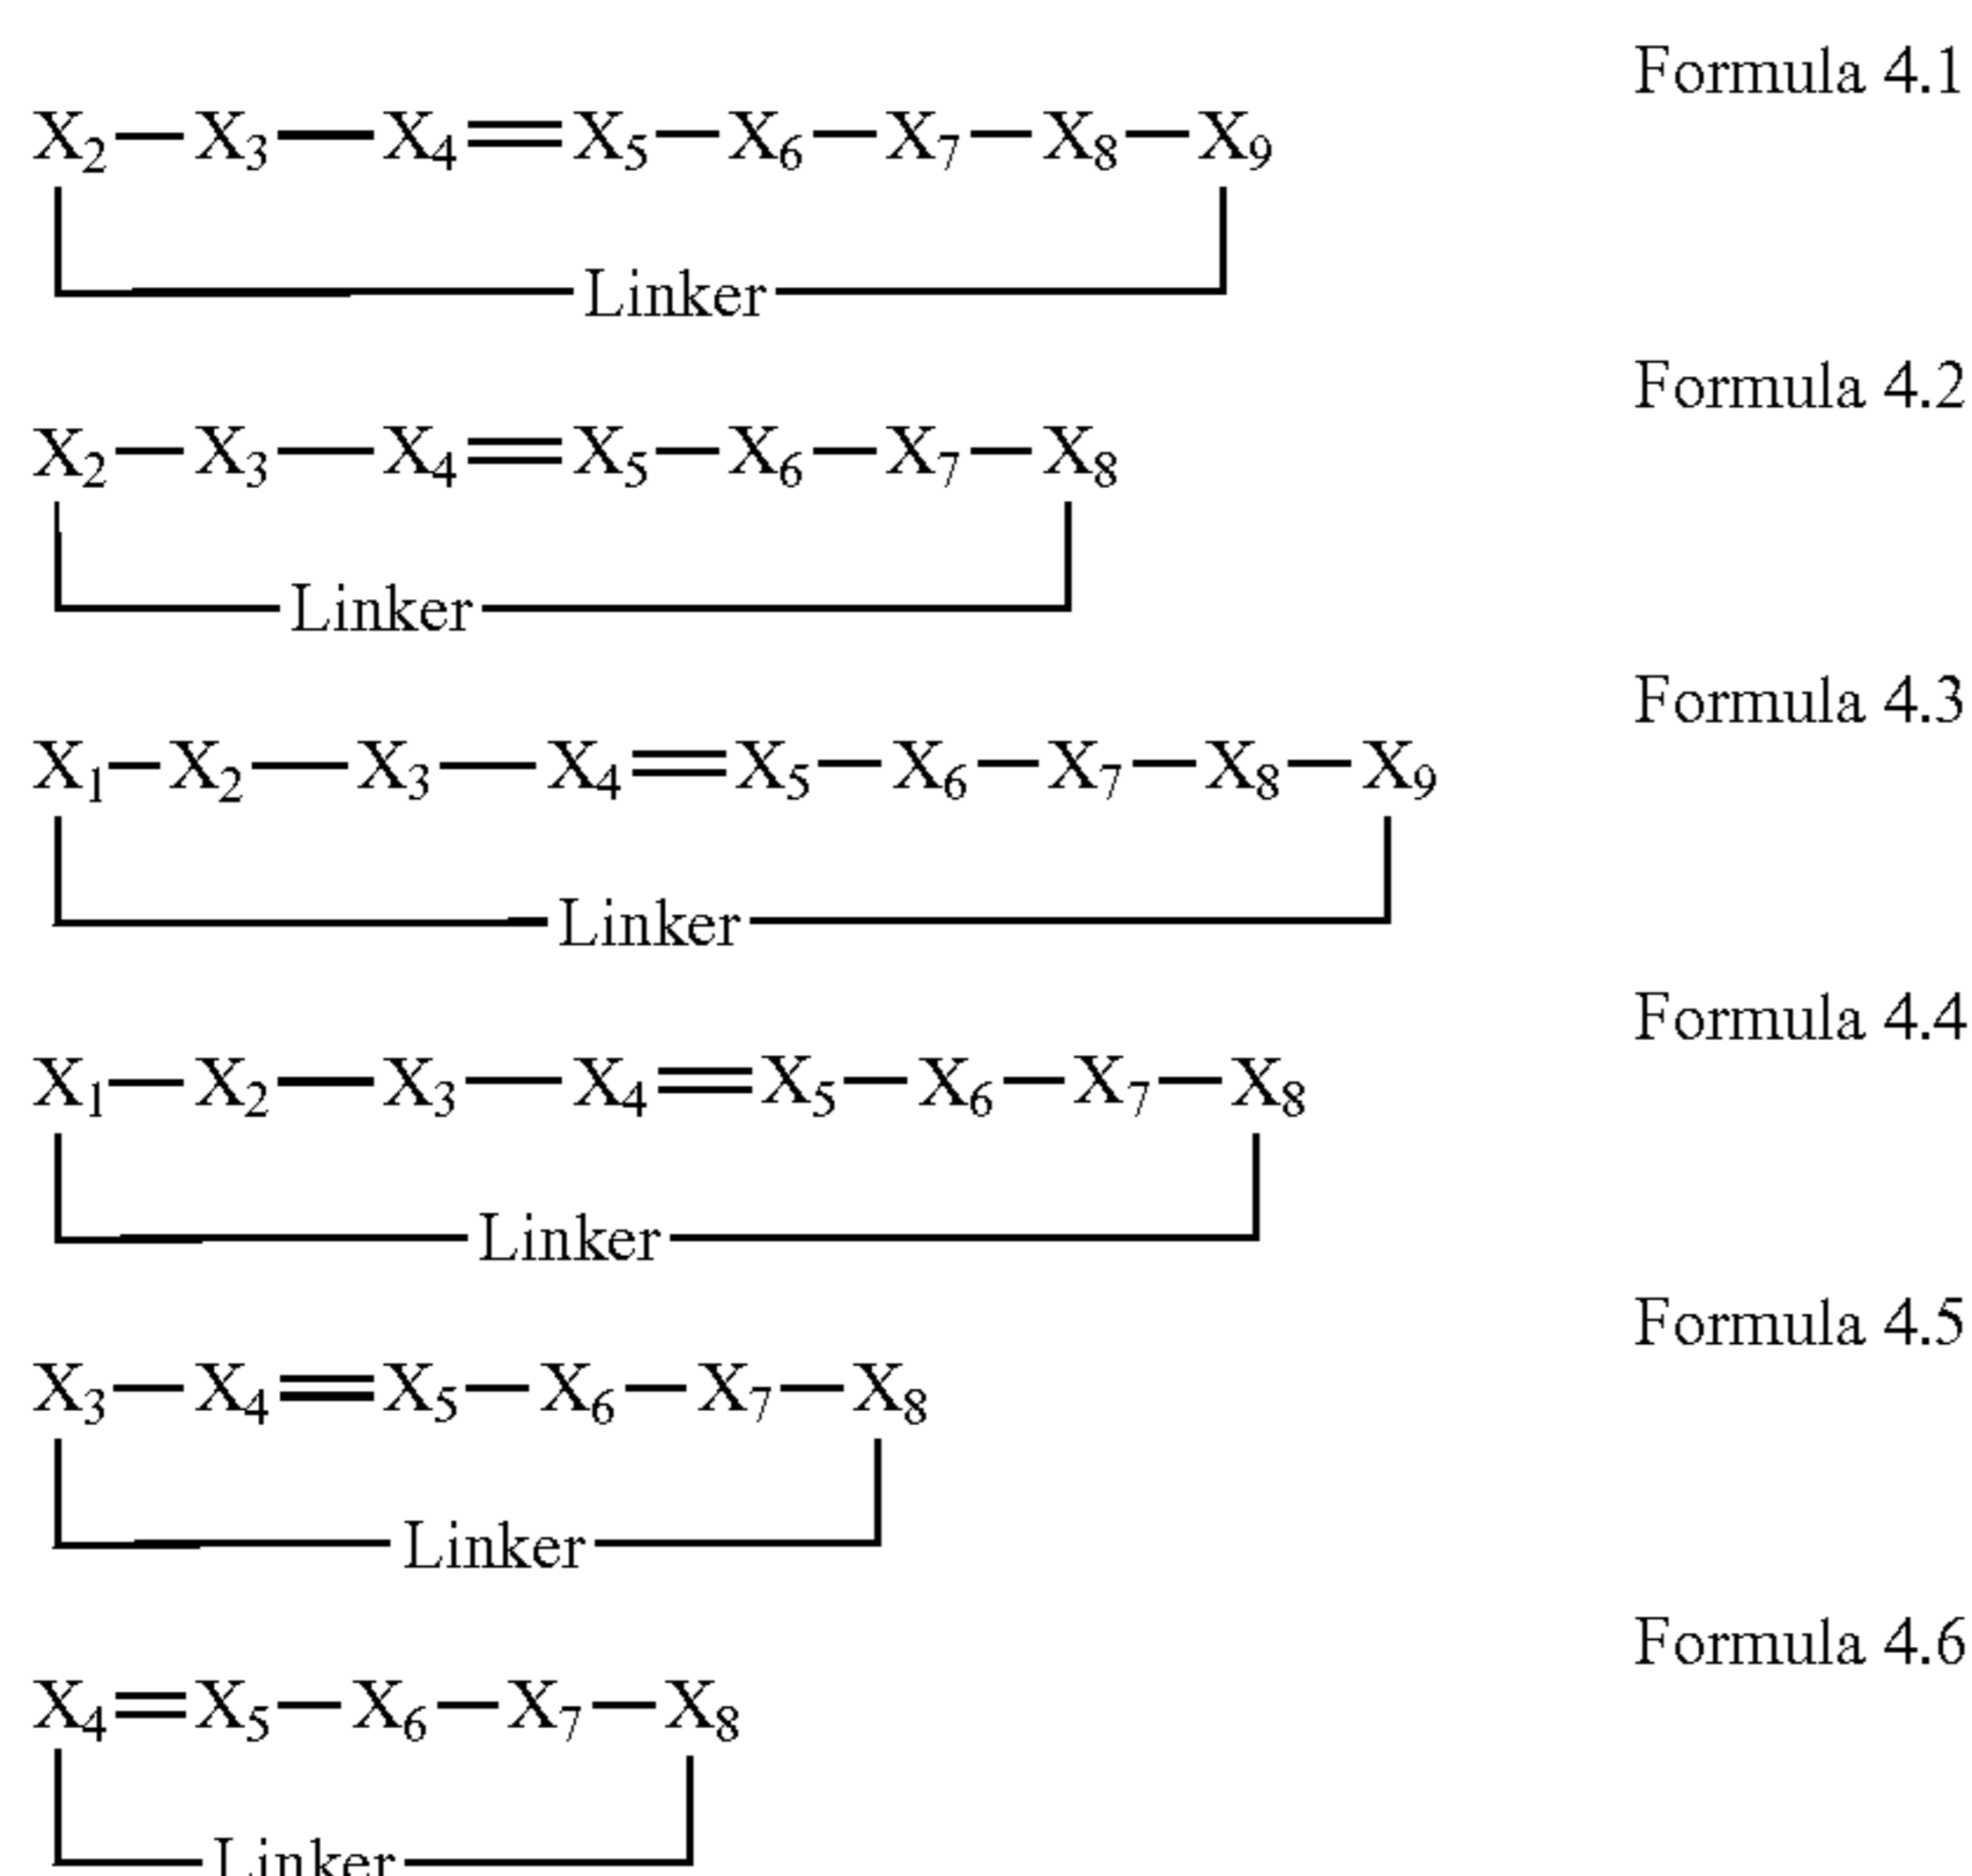 Formula 4.1
X₂—X₃—X₄=X₅—X₆—X₇—X₈—X₉
Linker
Formula 4.2
X₂—X₃—X₄=X₅—X₆—X₇—X₈
Linker
Formula 4.3
X₁—X₂—X₃—X₄=X₅—X₆—X₇—X₈—X₉
Linker
Formula 4.4
X₁—X₂—X₃—X₄=X₅—X₆—X₇—X₈
Linker
Formula 4.5
X₃—X₄=X₅—X₆—X₇—X₈
Linker
Formula 4.6
X₄=X₅—X₆—X₇—X₈
Linker